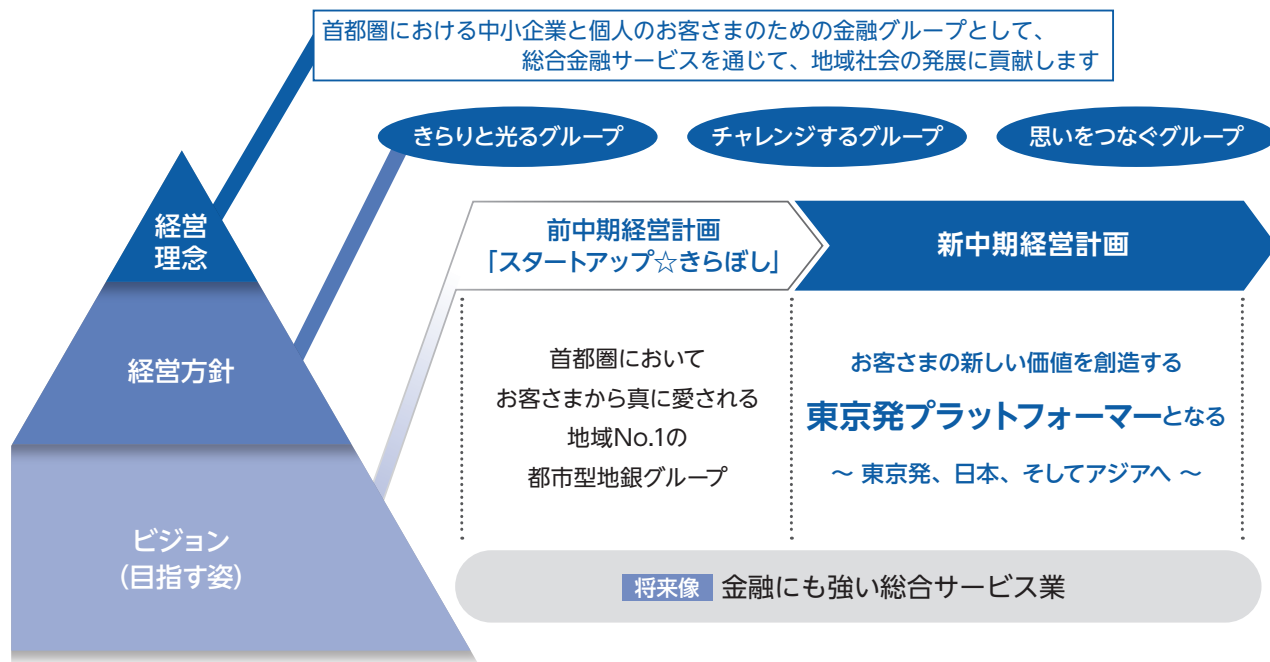 首都圏における中小企業と個人のお客さまのための金融グループとして、
総合金融サービスを通じて、地域社会の発展に貢献します
きらりと光るグループ
チャレンジするグループ
思いをつなぐグループ
経営
理念
経営方針
ビジョン
(目指す姿)
前中期経営計画
「スタートアップ☆きらぼし」
新中期経営計画
首都圏において
お客さまから真に愛される
地域No.1の
都市型地銀グループ
お客さまの新しい価値を創造する
東京発プラットフォーマーとなる
～ 東京発、日本、そしてアジアへ ～
将来像 金融にも強い総合サービス業